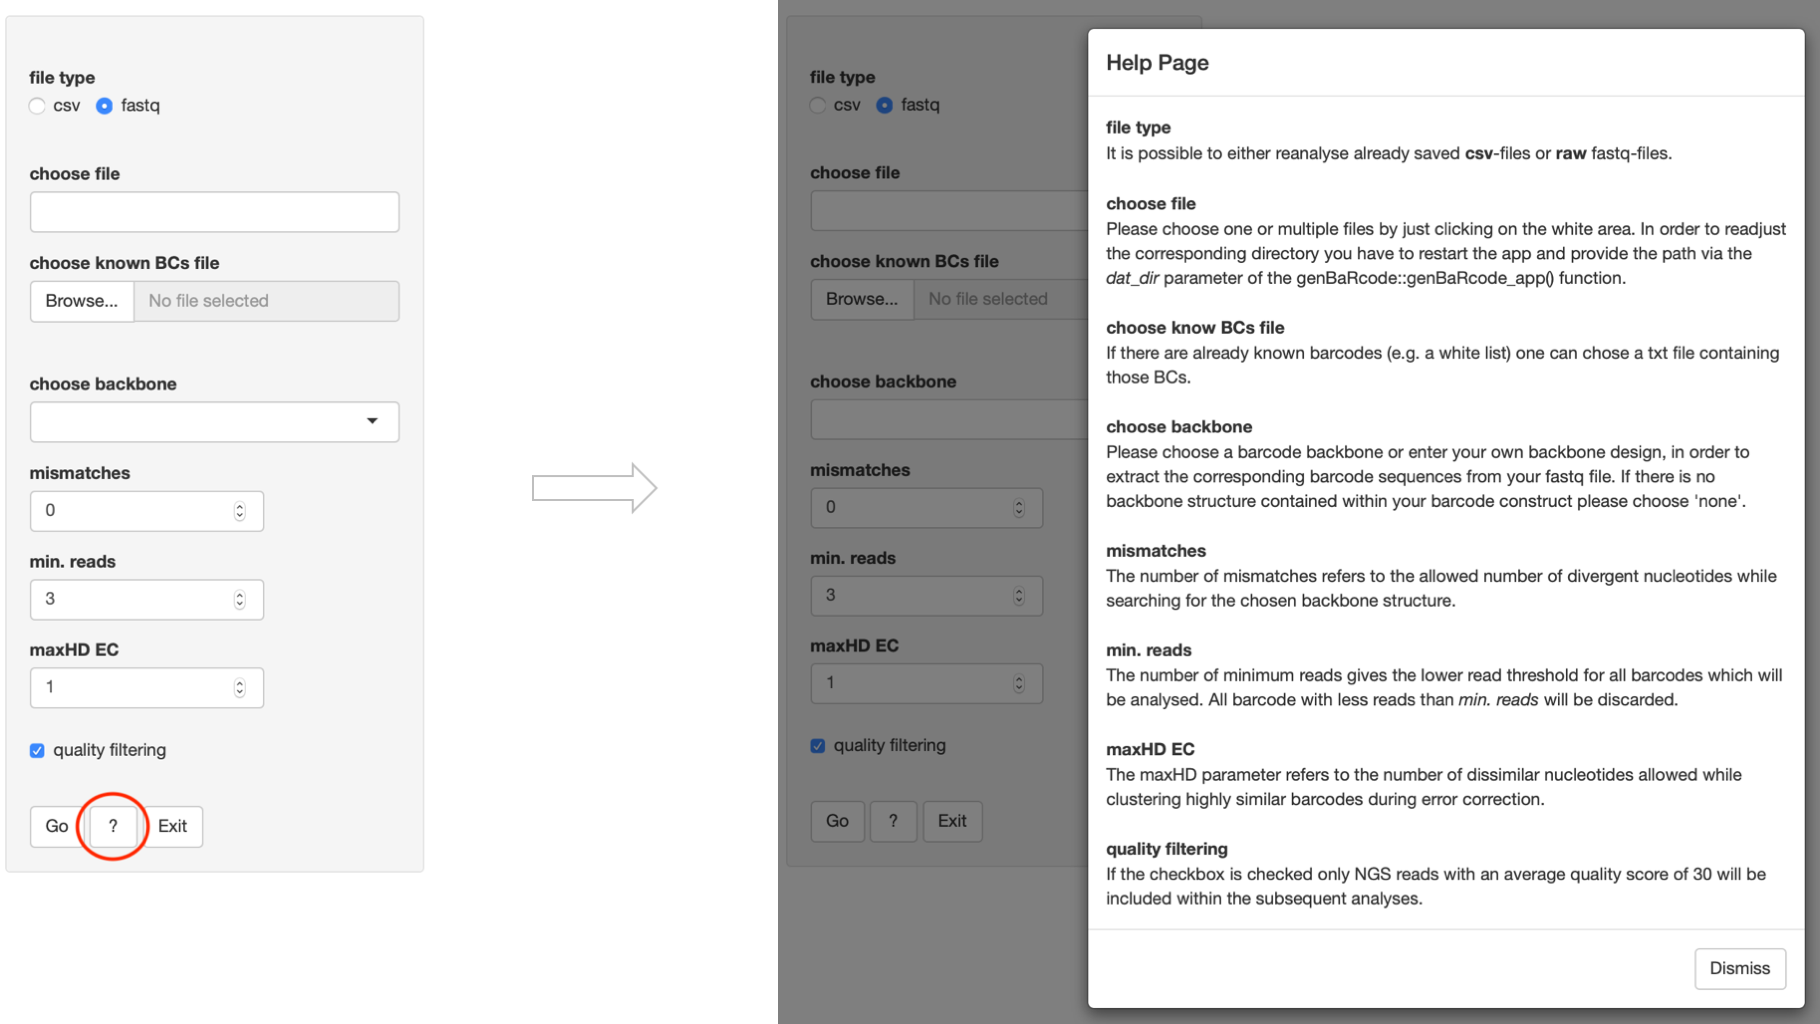 file type
csv fastq
choose file
choose known BCs file
Browse... No file selected
choose backbone
mismatches
0
min. reads
3
maxHD EC
1
quality filtering
Go ? Exit
file type
csv fastq
choose file
choose known BCs file
Browse... No file selected
choose backbone
mismatches
0
min. reads
3
maxHD EC
1
quality filtering
Go ? Exit
Help Page
file type
It is possible to either reanalyse already saved csv-files or raw fastq-files.
choose file
Please choose one or multiple files by just clicking on the white area. In order to readjust
the corresponding directory you have to restart the app and provide the path via the
dat_dir parameter of the genBaRcode::genBaRcode_app() function.
choose know BCs file
If there are already known barcodes (e.g. a white list) one can chose a txt file containing
those BCs.
choose backbone
Please choose a barcode backbone or enter your own backbone design, in order to
extract the corresponding barcode sequences from your fastq file. If there is no
backbone structure contained within your barcode construct please choose 'none'.
mismatches
The number of mismatches refers to the allowed number of divergent nucleotides while
searching for the chosen backbone structure.
min. reads
The number of minimum reads gives the lower read threshold for all barcodes which will
be analysed. All barcode with less reads than min. reads will be discarded.
maxHD EC
The maxHD parameter refers to the number of dissimilar nucleotides allowed while
clustering highly similar barcodes during error correction.
quality filtering
If the checkbox is checked only NGS reads with an average quality score of 30 will be
included within the subsequent analyses.
Dismiss